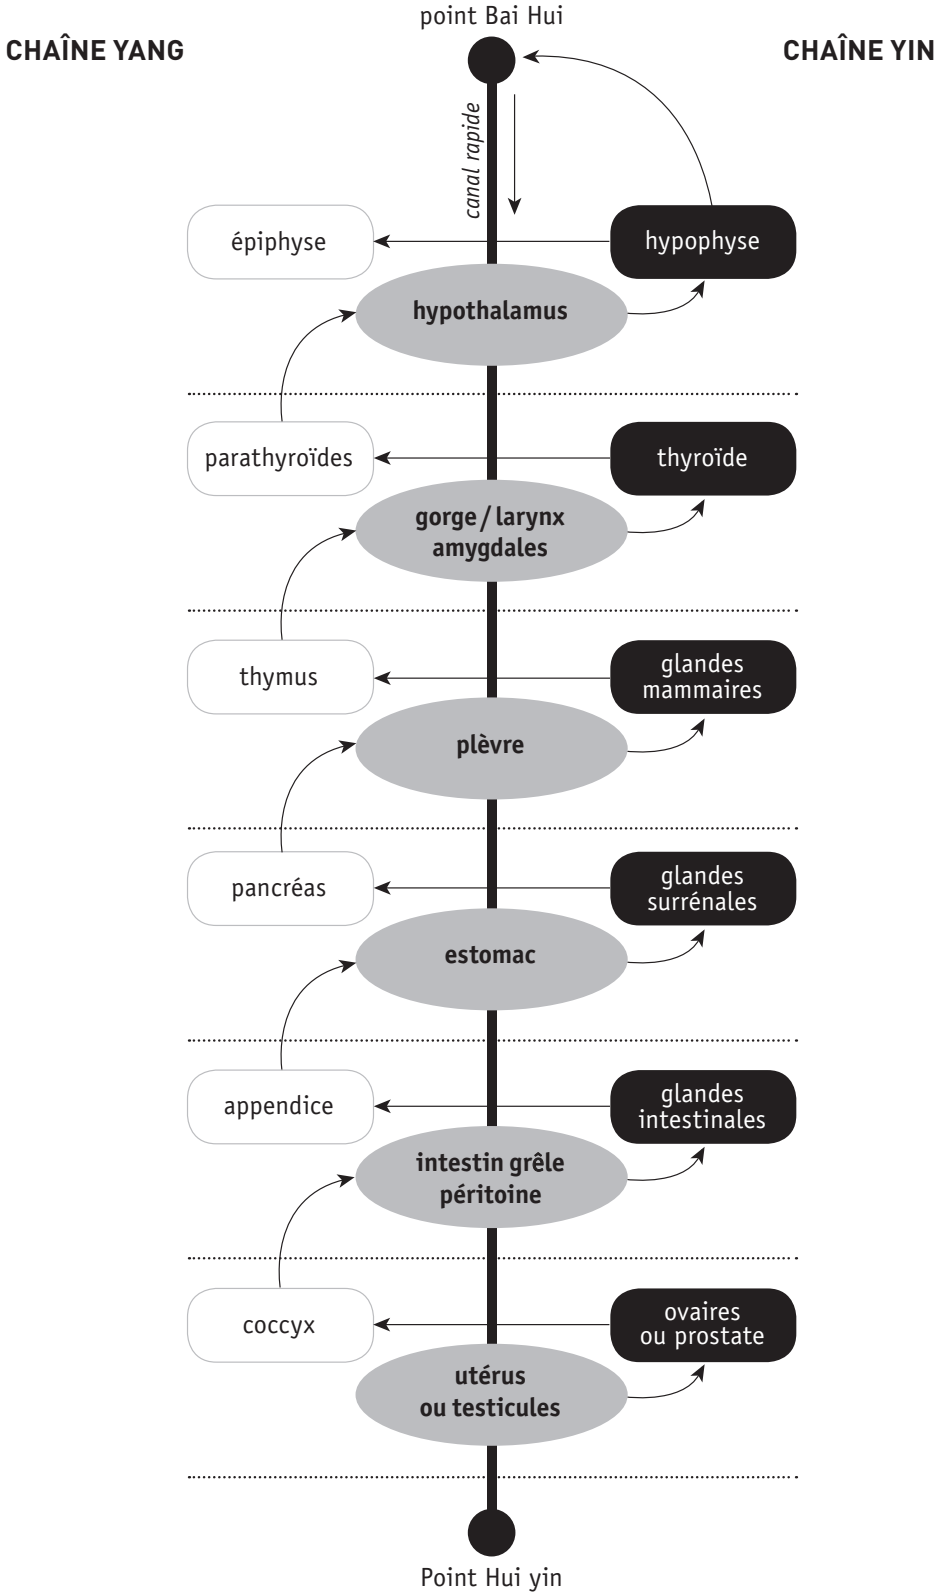 point Bai Hui
CHAÎNE YANG
CHAÎNE YIN
canal rapide
épiphyse
hypophyse
hypothalamus
parathyroïdes
thyroïde
gorge / larynx
amygdales
thymus
glandes
mammaires
plèvre
pancréas
glandes
surrénales
estomac
appendice
glandes
intestinales
intestin grêle
péritoine
coccyx
ovaires
ou prostate
utérus
ou testicules
Point Hui yin